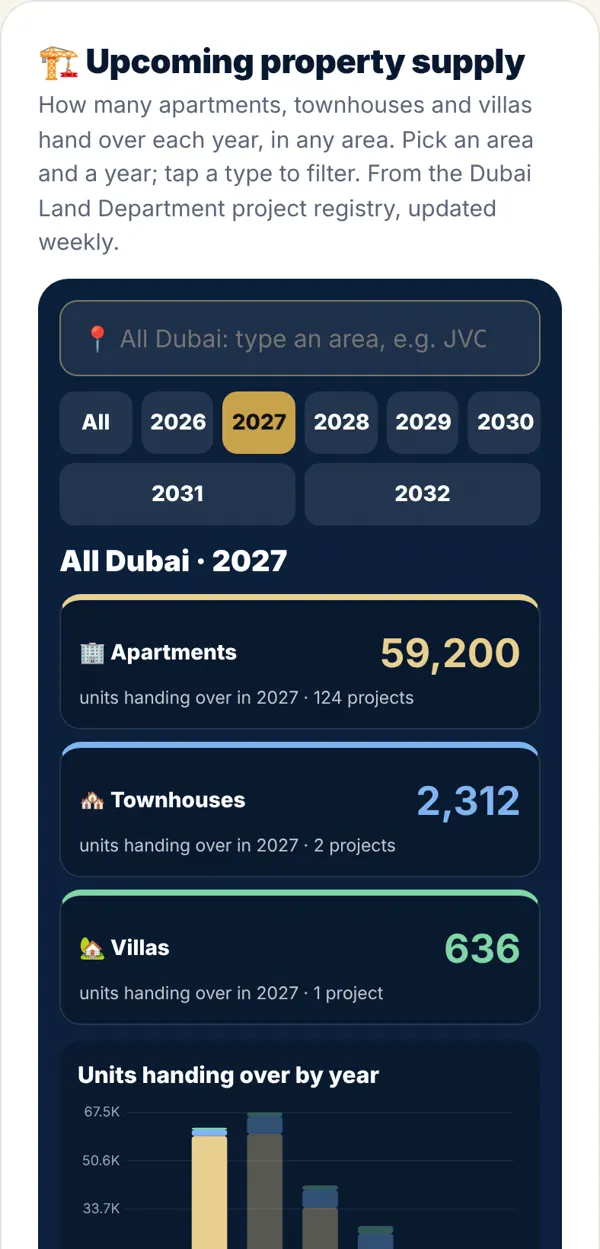 Upcoming property supply
How many apartments, townhouses and villas
hand over each year, in any area. Pick an area
and a year; tap a type to filter. From the Dubai
Land Department project registry, updated
weekly.
All Dubai: type an area, e.g. JVC
All 2026 2027 2028 2029 2030
2031 2032
All Dubai · 2027
Apartments 59,200
units handing over in 2027 · 124 projects
Townhouses 2,312
units handing over in 2027 · 2 projects
Villas 636
units handing over in 2027 · 1 project
Units handing over by year
67.5K
50.6K
33.7K